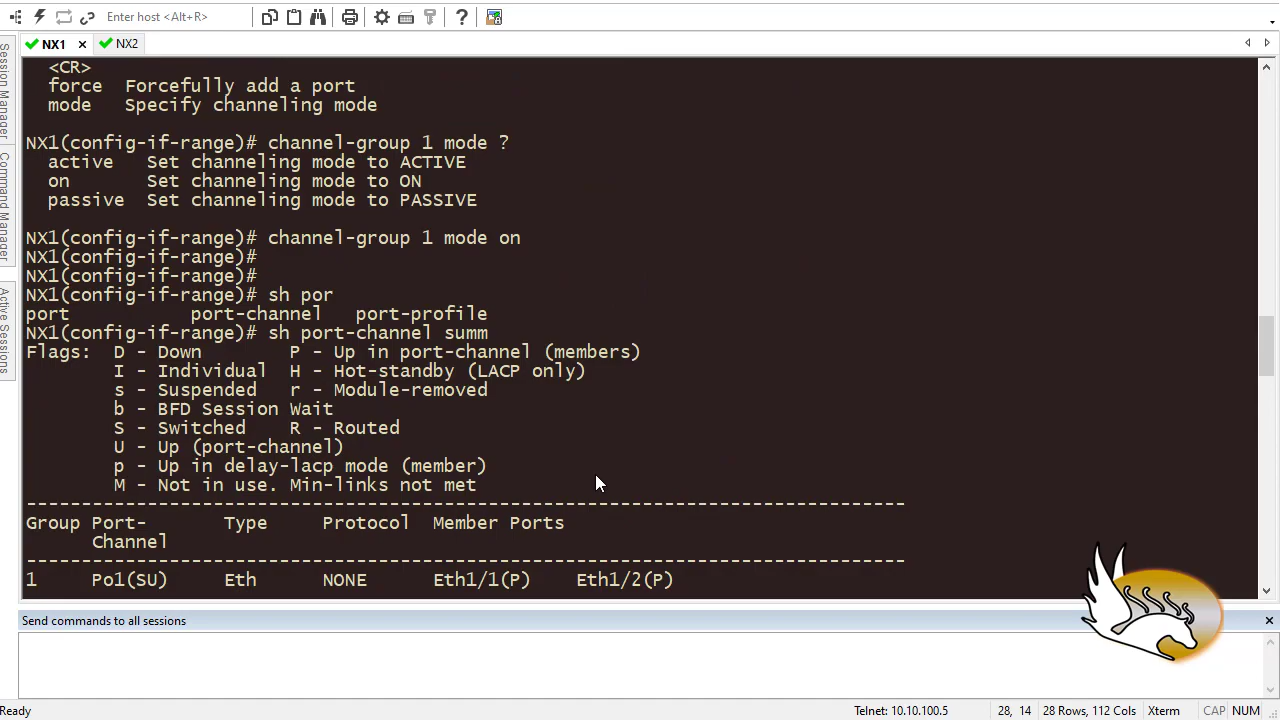 Enter host <Alt+R>
NX1
NX2
Session Manager
Command Manager
Active Sessions
<CR>
force Forcefully add a port
mode Specify channeling mode
NX1(config-if-range)# channel-group 1 mode ?
active Set channeling mode to ACTIVE
on Set channeling mode to ON
passive Set channeling mode to PASSIVE
NX1(config-if-range)# channel-group 1 mode on
NX1(config-if-range)#
NX1(config-if-range)#
NX1(config-if-range)# sh por
port port-channel port-profile
NX1(config-if-range)# sh port-channel summ
Flags: D - Down P - Up in port-channel (members)
I - Individual H - Hot-standby (LACP only)
s - Suspended r - Module-removed
b - BFD Session Wait
S - Switched R - Routed
U - Up (port-channel)
p - Up in delay-lacp mode (member)
M - Not in use. Min-links not met
--------------------------------------------------------------------------------
Group Port- Type Protocol Member Ports
Channel
--------------------------------------------------------------------------------
1 Po1(SU) Eth NONE Eth1/1(P) Eth1/2(P)
Send commands to all sessions
Ready Telnet: 10.10.100.5 28, 14 28 Rows, 112 Cols Xterm CAP NUM